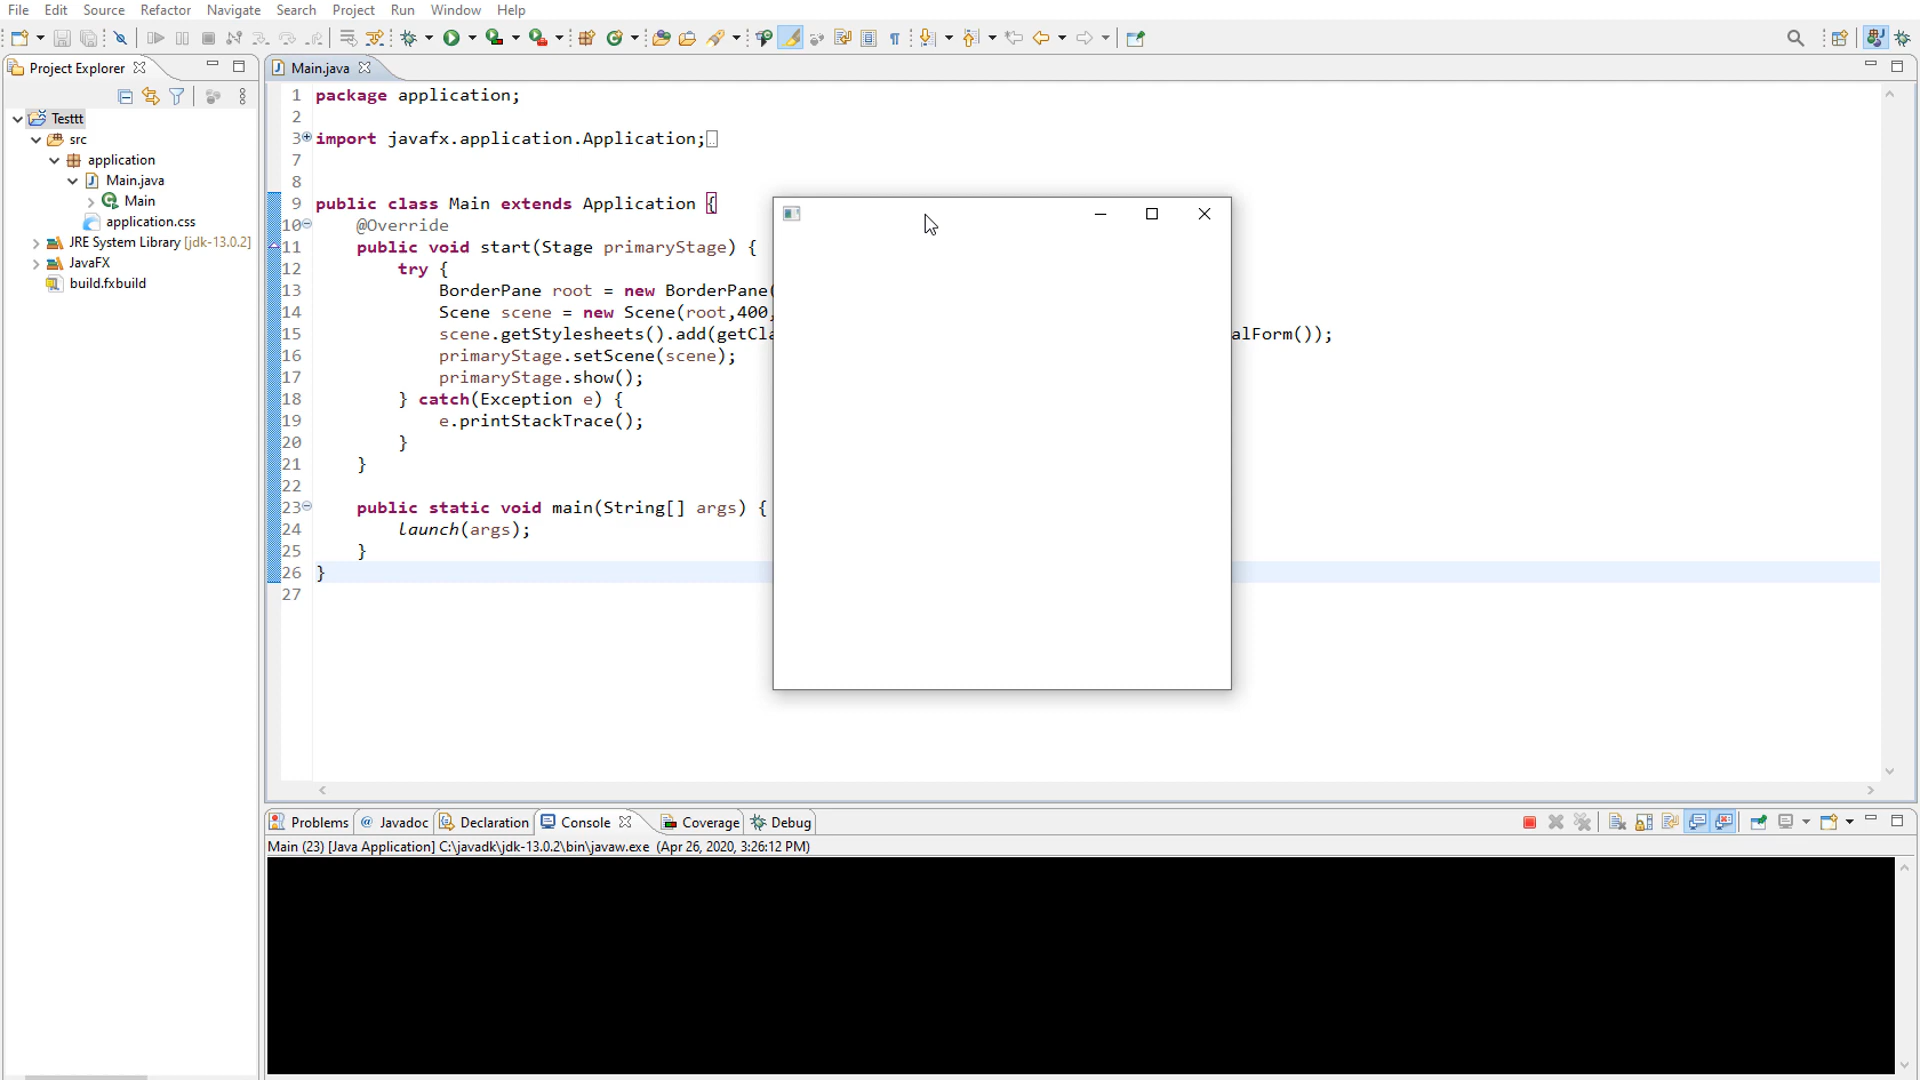 File Edit Source Refactor Navigate Search Project Run Window Help
Project Explorer
Testtt
src
application
Main.java
Main
application.css
JRE System Library [jdk-13.0.2]
JavaFX
build.fxbuild
Main.java
1 package application;
2
3 import javafx.application.Application;
7
8
9 public class Main extends Application {
10 @Override
11 public void start(Stage primaryStage) {
12 try {
13 BorderPane root = new BorderPane(
14 Scene scene = new Scene(root,400,
15 scene.getStylesheets().add(getCla alForm());
16 primaryStage.setScene(scene);
17 primaryStage.show();
18 } catch(Exception e) {
19 e.printStackTrace();
20 }
21 }
22
23 public static void main(String[] args) {
24 launch(args);
25 }
26 }
27
Problems @ Javadoc Declaration Console Coverage Debug
Main (23) [Java Application] C:\javadk\jdk-13.0.2\bin\javaw.exe (Apr 26, 2020, 3:26:12 PM)